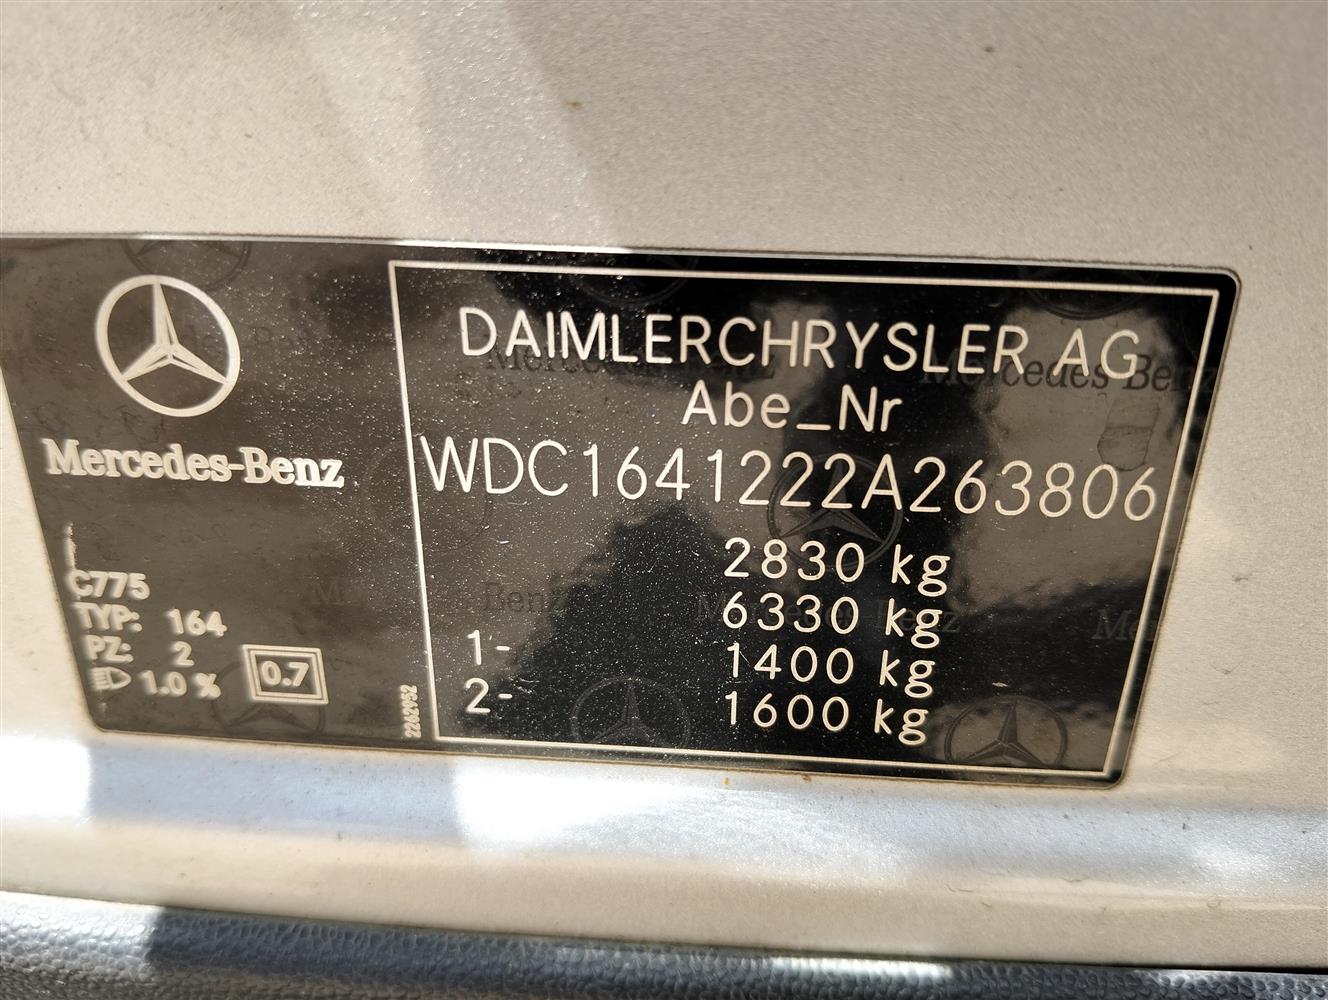 Mercedes-Benz
C775
TYP: 164
PZ: 2
1.0 %
0.7
2262952
DAIMLERCHRYSLER AG
Abe_Nr
WDC1641222A263806
2830 kg
6330 kg
1- 1400 kg
2- 1600 kg